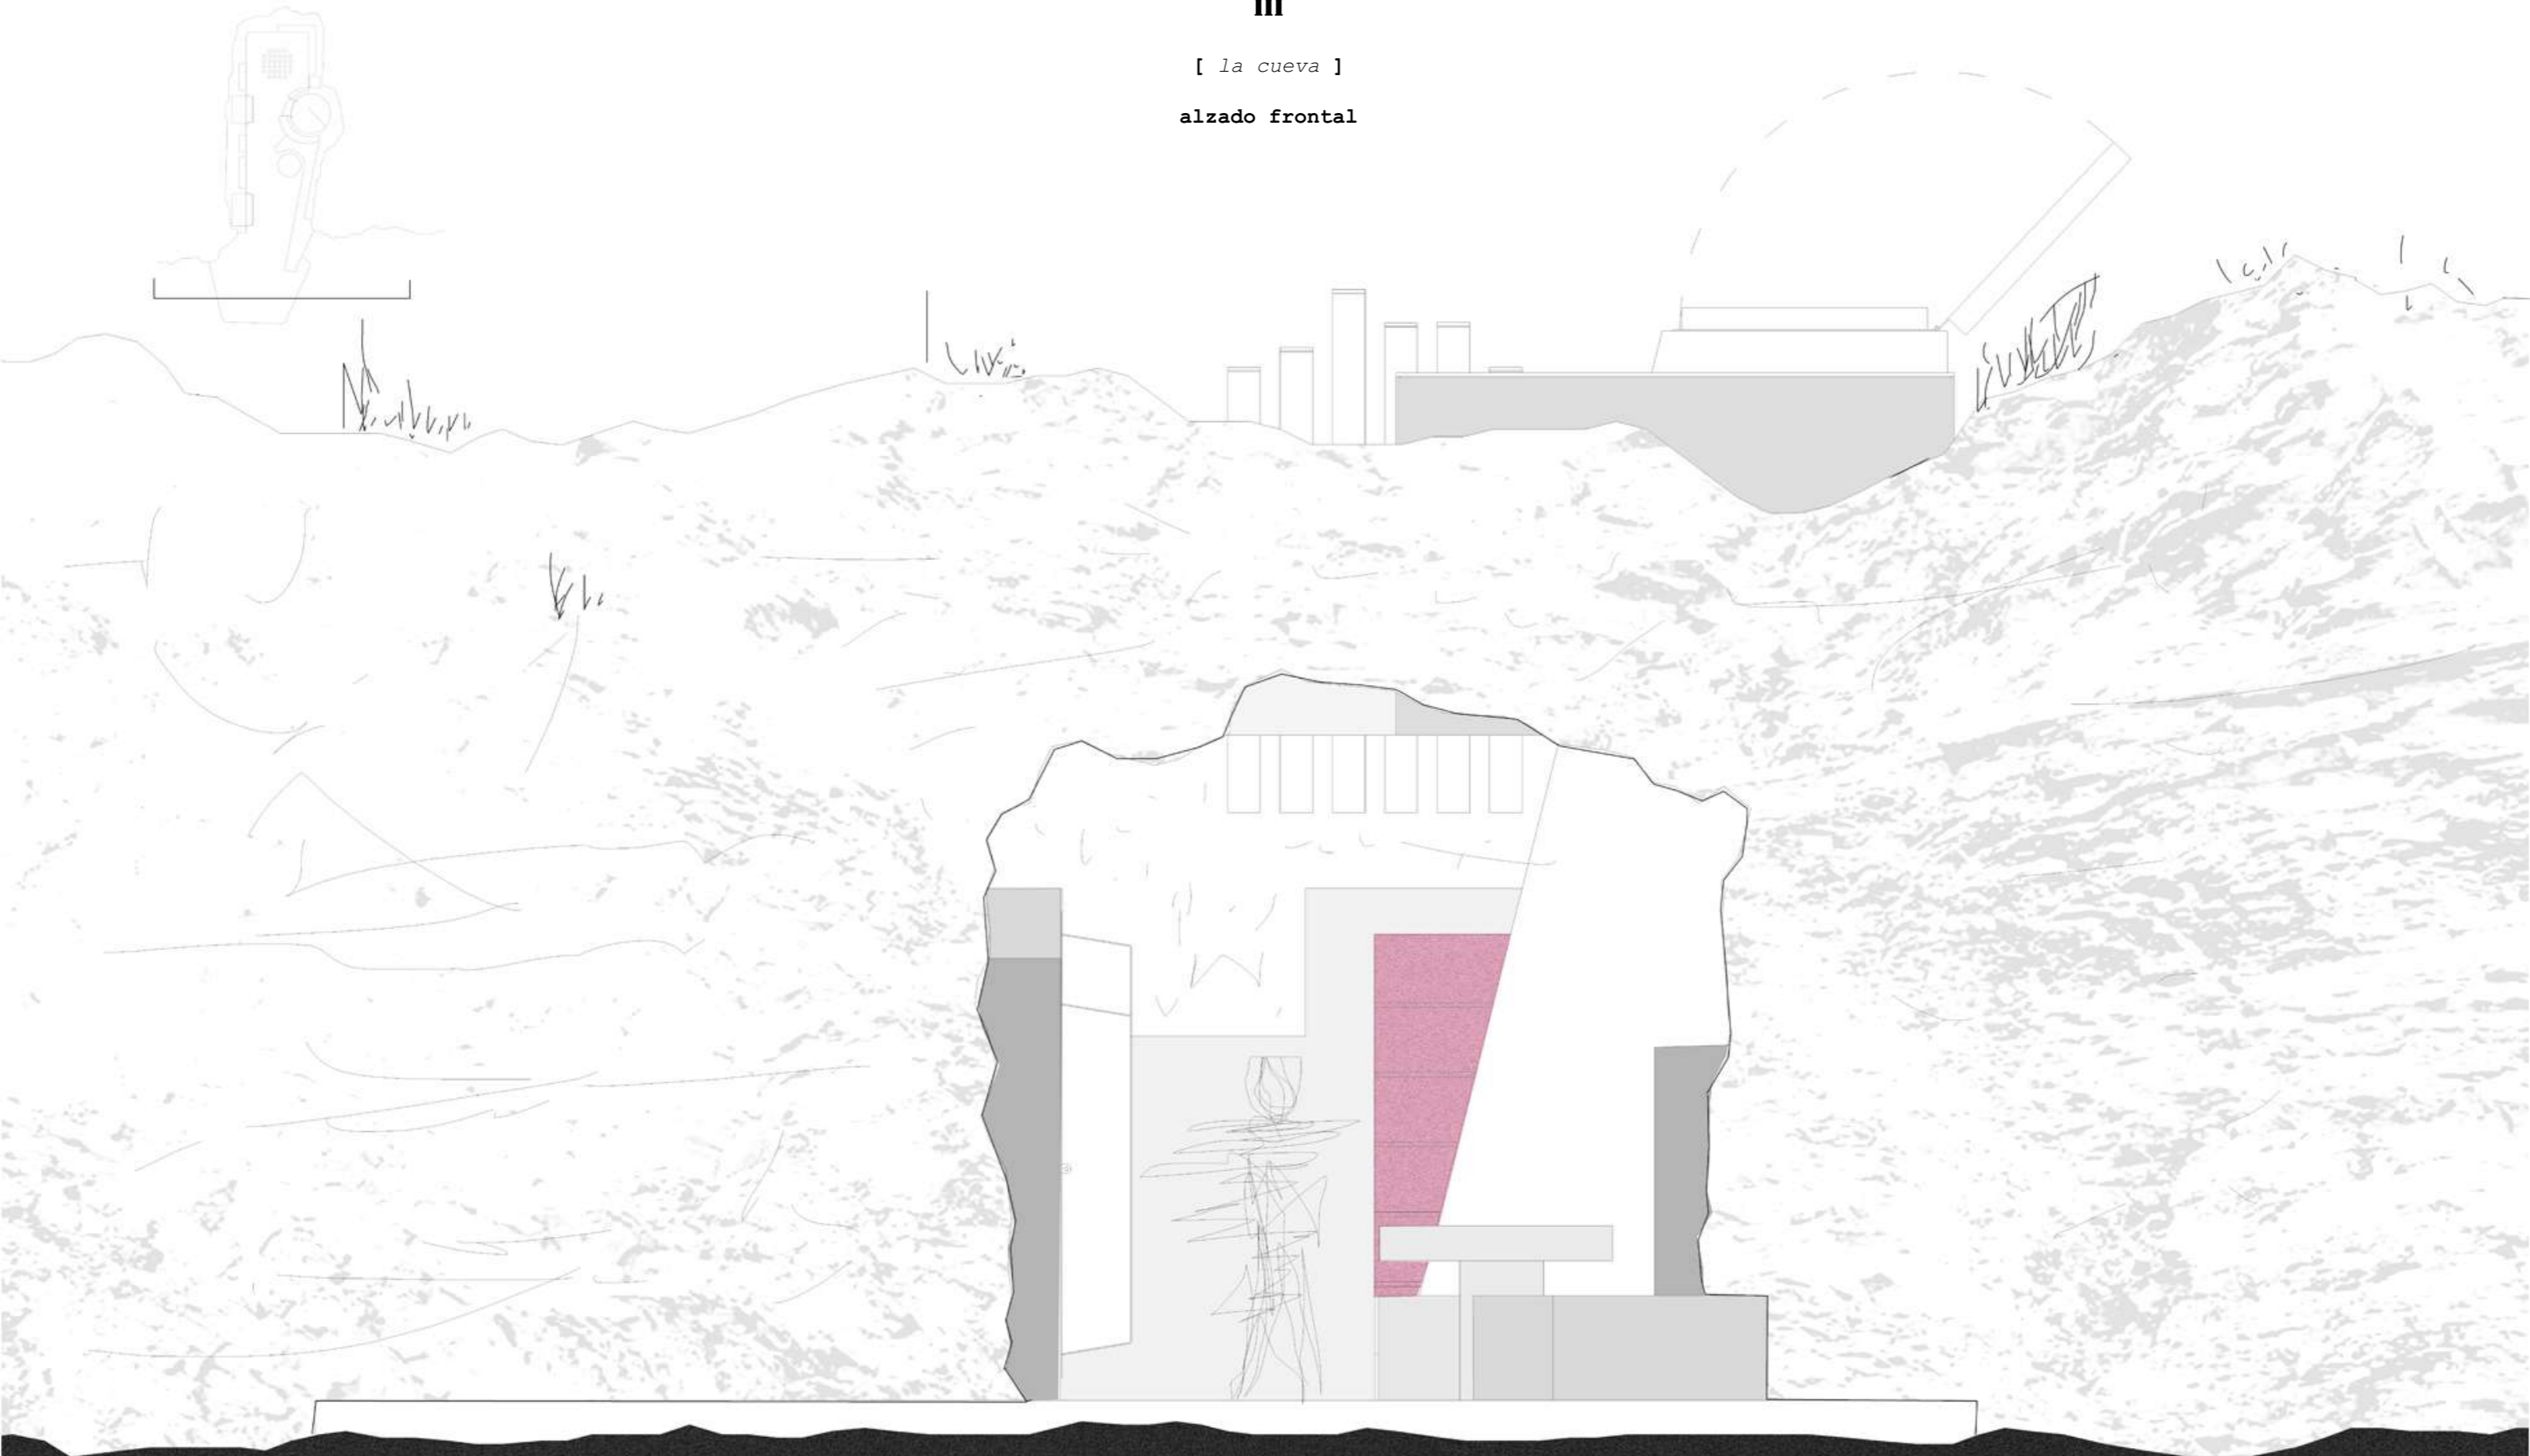 III
[ la cueva ]
alzado frontal